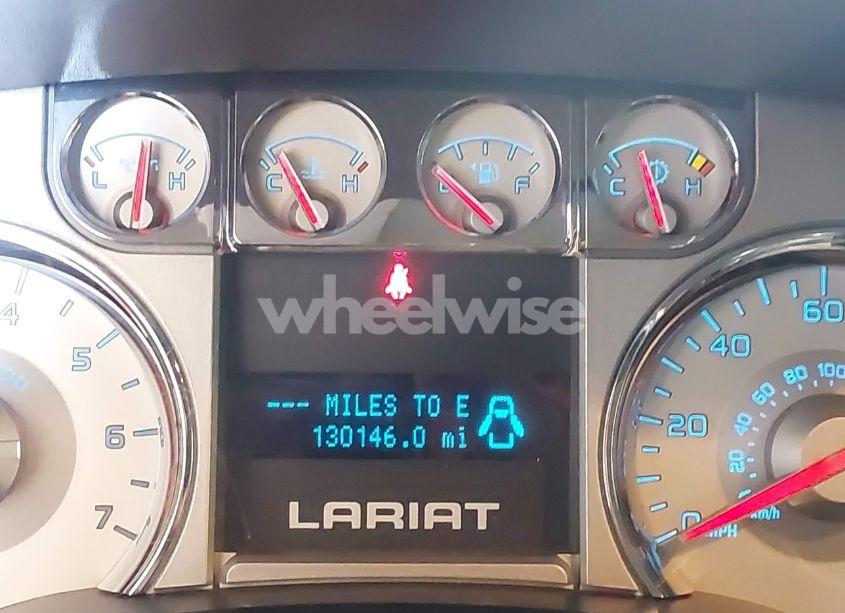 L H
C H
F
C H
wheelwise
4
5
6
7
--- MILES TO E
130146.0 mi
LARIAT
0
20
40
60
20
40
60
80
100
km/h
MPH